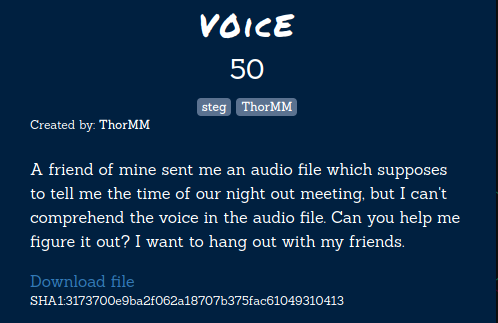 VOICE
50
steg ThorMM
Created by: ThorMM
A friend of mine sent me an audio file which supposes
to tell me the time of our night out meeting, but I can't
comprehend the voice in the audio file. Can you help me
figure it out? I want to hang out with my friends.
Download file
SHA1:3173700e9ba2f062a18707b375fac61049310413